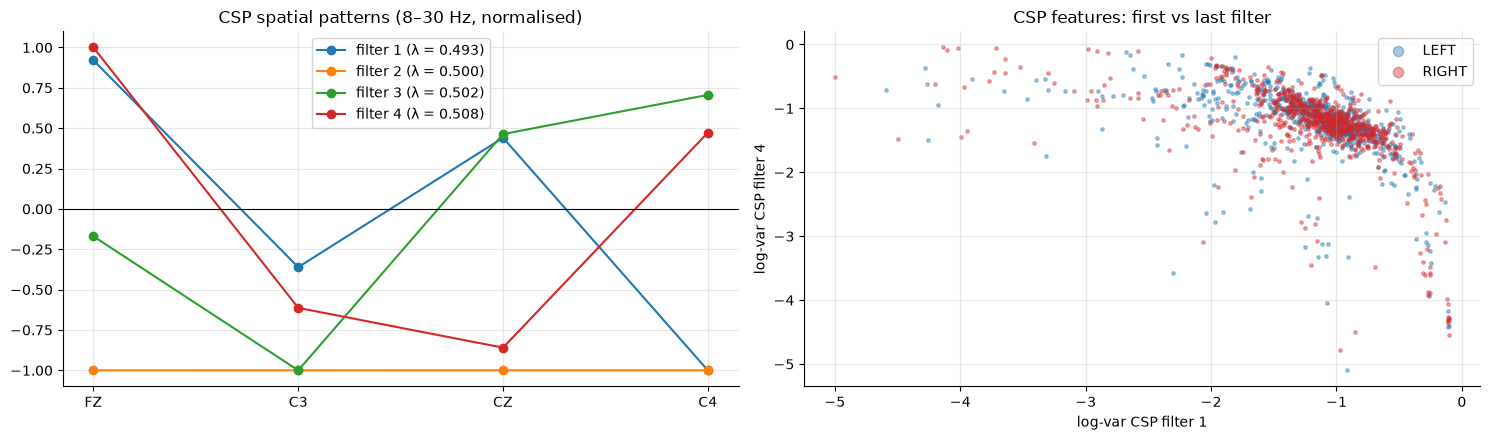 CSP spatial patterns (8–30 Hz, normalised)
filter 1 (λ = 0.493)
filter 2 (λ = 0.500)
filter 3 (λ = 0.502)
filter 4 (λ = 0.508)
1.00
0.75
0.50
0.25
0.00
−0.25
−0.50
−0.75
−1.00
FZ
C3
CZ
C4
CSP features: first vs last filter
LEFT
RIGHT
log-var CSP filter 4
0
−1
−2
−3
−4
−5
−5
−4
−3
−2
−1
0
log-var CSP filter 1